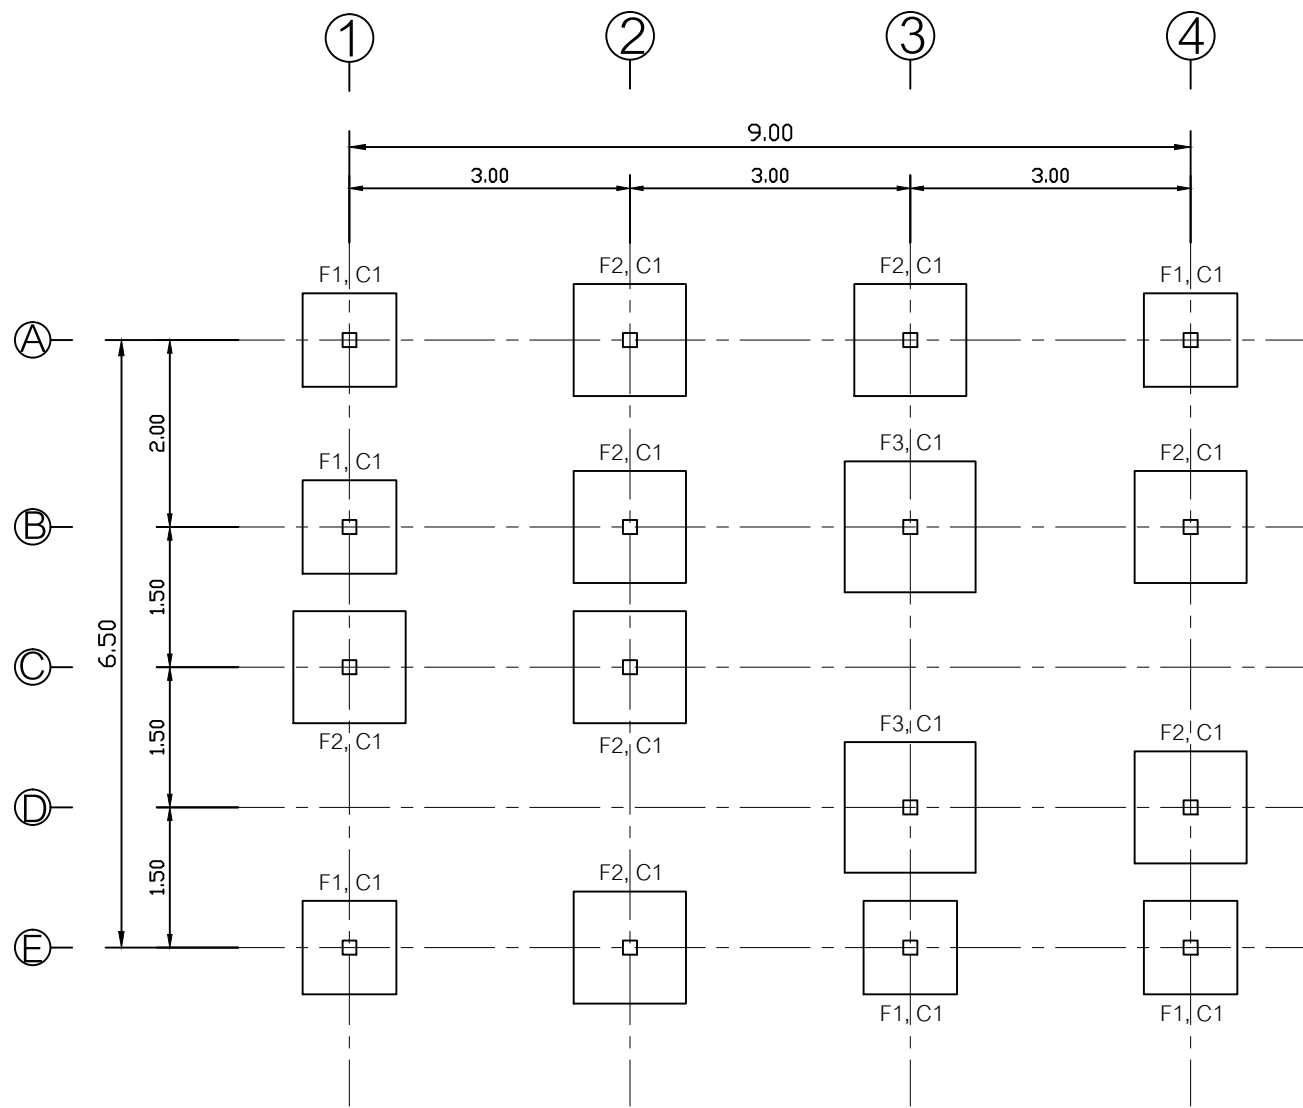 1 2 3 4
9.00
3.00 3.00 3.00
F1, C1 F2, C1 F2, C1 F1, C1
A
2.00
F1, C1 F2, C1 F3, C1 F2, C1
B
1.50
6.50
C
F2, C1 F2, C1 F3, C1 F2, C1
1.50
D
1.50
F1, C1 F2, C1
E
F1, C1 F1, C1